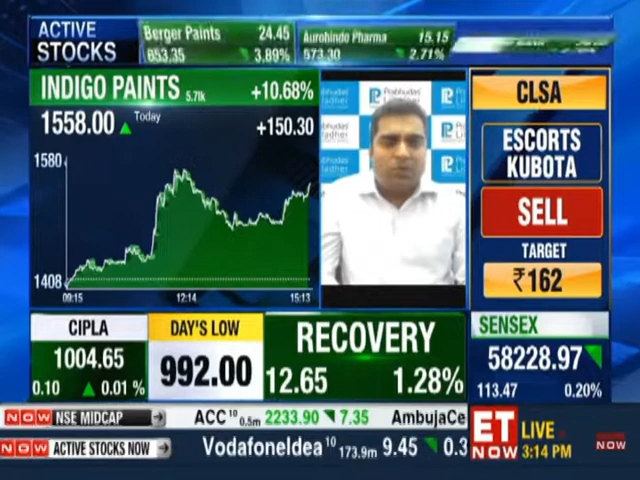 ACTIVE
STOCKS
Berger Paints 24.45
653.35 3.89%
Aurobindo Pharma 15.15
573.30 2.71%
INDIGO PAINTS 5.71k +10.68%
1558.00 Today +150.30
1580
1408
09:15 12:14 15:13
Prabhudas
Lilladher
CLSA
ESCORTS
KUBOTA
SELL
TARGET
₹162
CIPLA
1004.65
0.10 0.01 %
DAY'S LOW
992.00
RECOVERY
12.65 1.28%
SENSEX
58228.97
113.47 0.20%
NOW NSE MIDCAP ACC 10 0.5m 2233.90 7.35 AmbujaCe
NOW ACTIVE STOCKS NOW VodafoneIdea 10 173.9m 9.45 0.3
ET
NOW
LIVE
3:14 PM
NOW